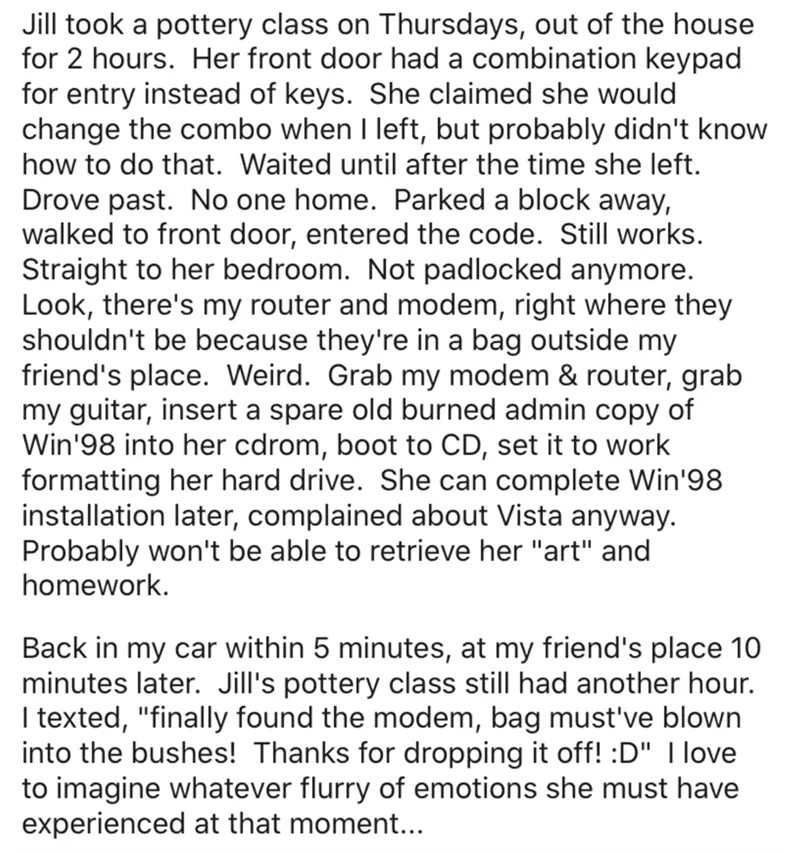 Jill took a pottery class on Thursdays, out of the house
for 2 hours.  Her front door had a combination keypad
for entry instead of keys.  She claimed she would
change the combo when I left, but probably didn't know
how to do that.  Waited until after the time she left.
Drove past.  No one home.  Parked a block away,
walked to front door, entered the code.  Still works.
Straight to her bedroom.  Not padlocked anymore.
Look, there's my router and modem, right where they
shouldn't be because they're in a bag outside my
friend's place.  Weird.  Grab my modem & router, grab
my guitar, insert a spare old burned admin copy of
Win'98 into her cdrom, boot to CD, set it to work
formatting her hard drive.  She can complete Win'98
installation later, complained about Vista anyway.
Probably won't be able to retrieve her "art" and
homework.
Back in my car within 5 minutes, at my friend's place 10
minutes later.  Jill's pottery class still had another hour.
I texted, "finally found the modem, bag must've blown
into the bushes!  Thanks for dropping it off! :D"  I love
to imagine whatever flurry of emotions she must have
experienced at that moment...